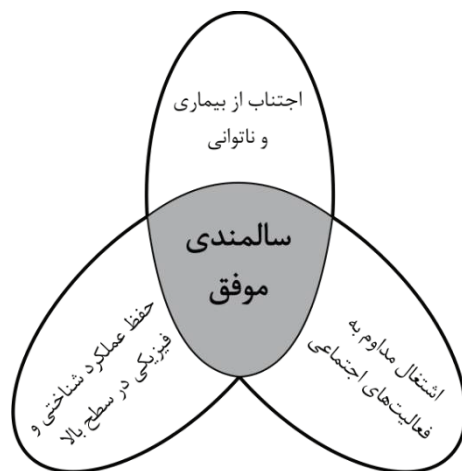 اجتناب از بیماری
و ناتوانی
سالمندی
موفق
اشتغال مداوم به
فعالیت‌های اجتماعی
حفظ عملکرد شناختی و
فیزیکی در سطح بالا